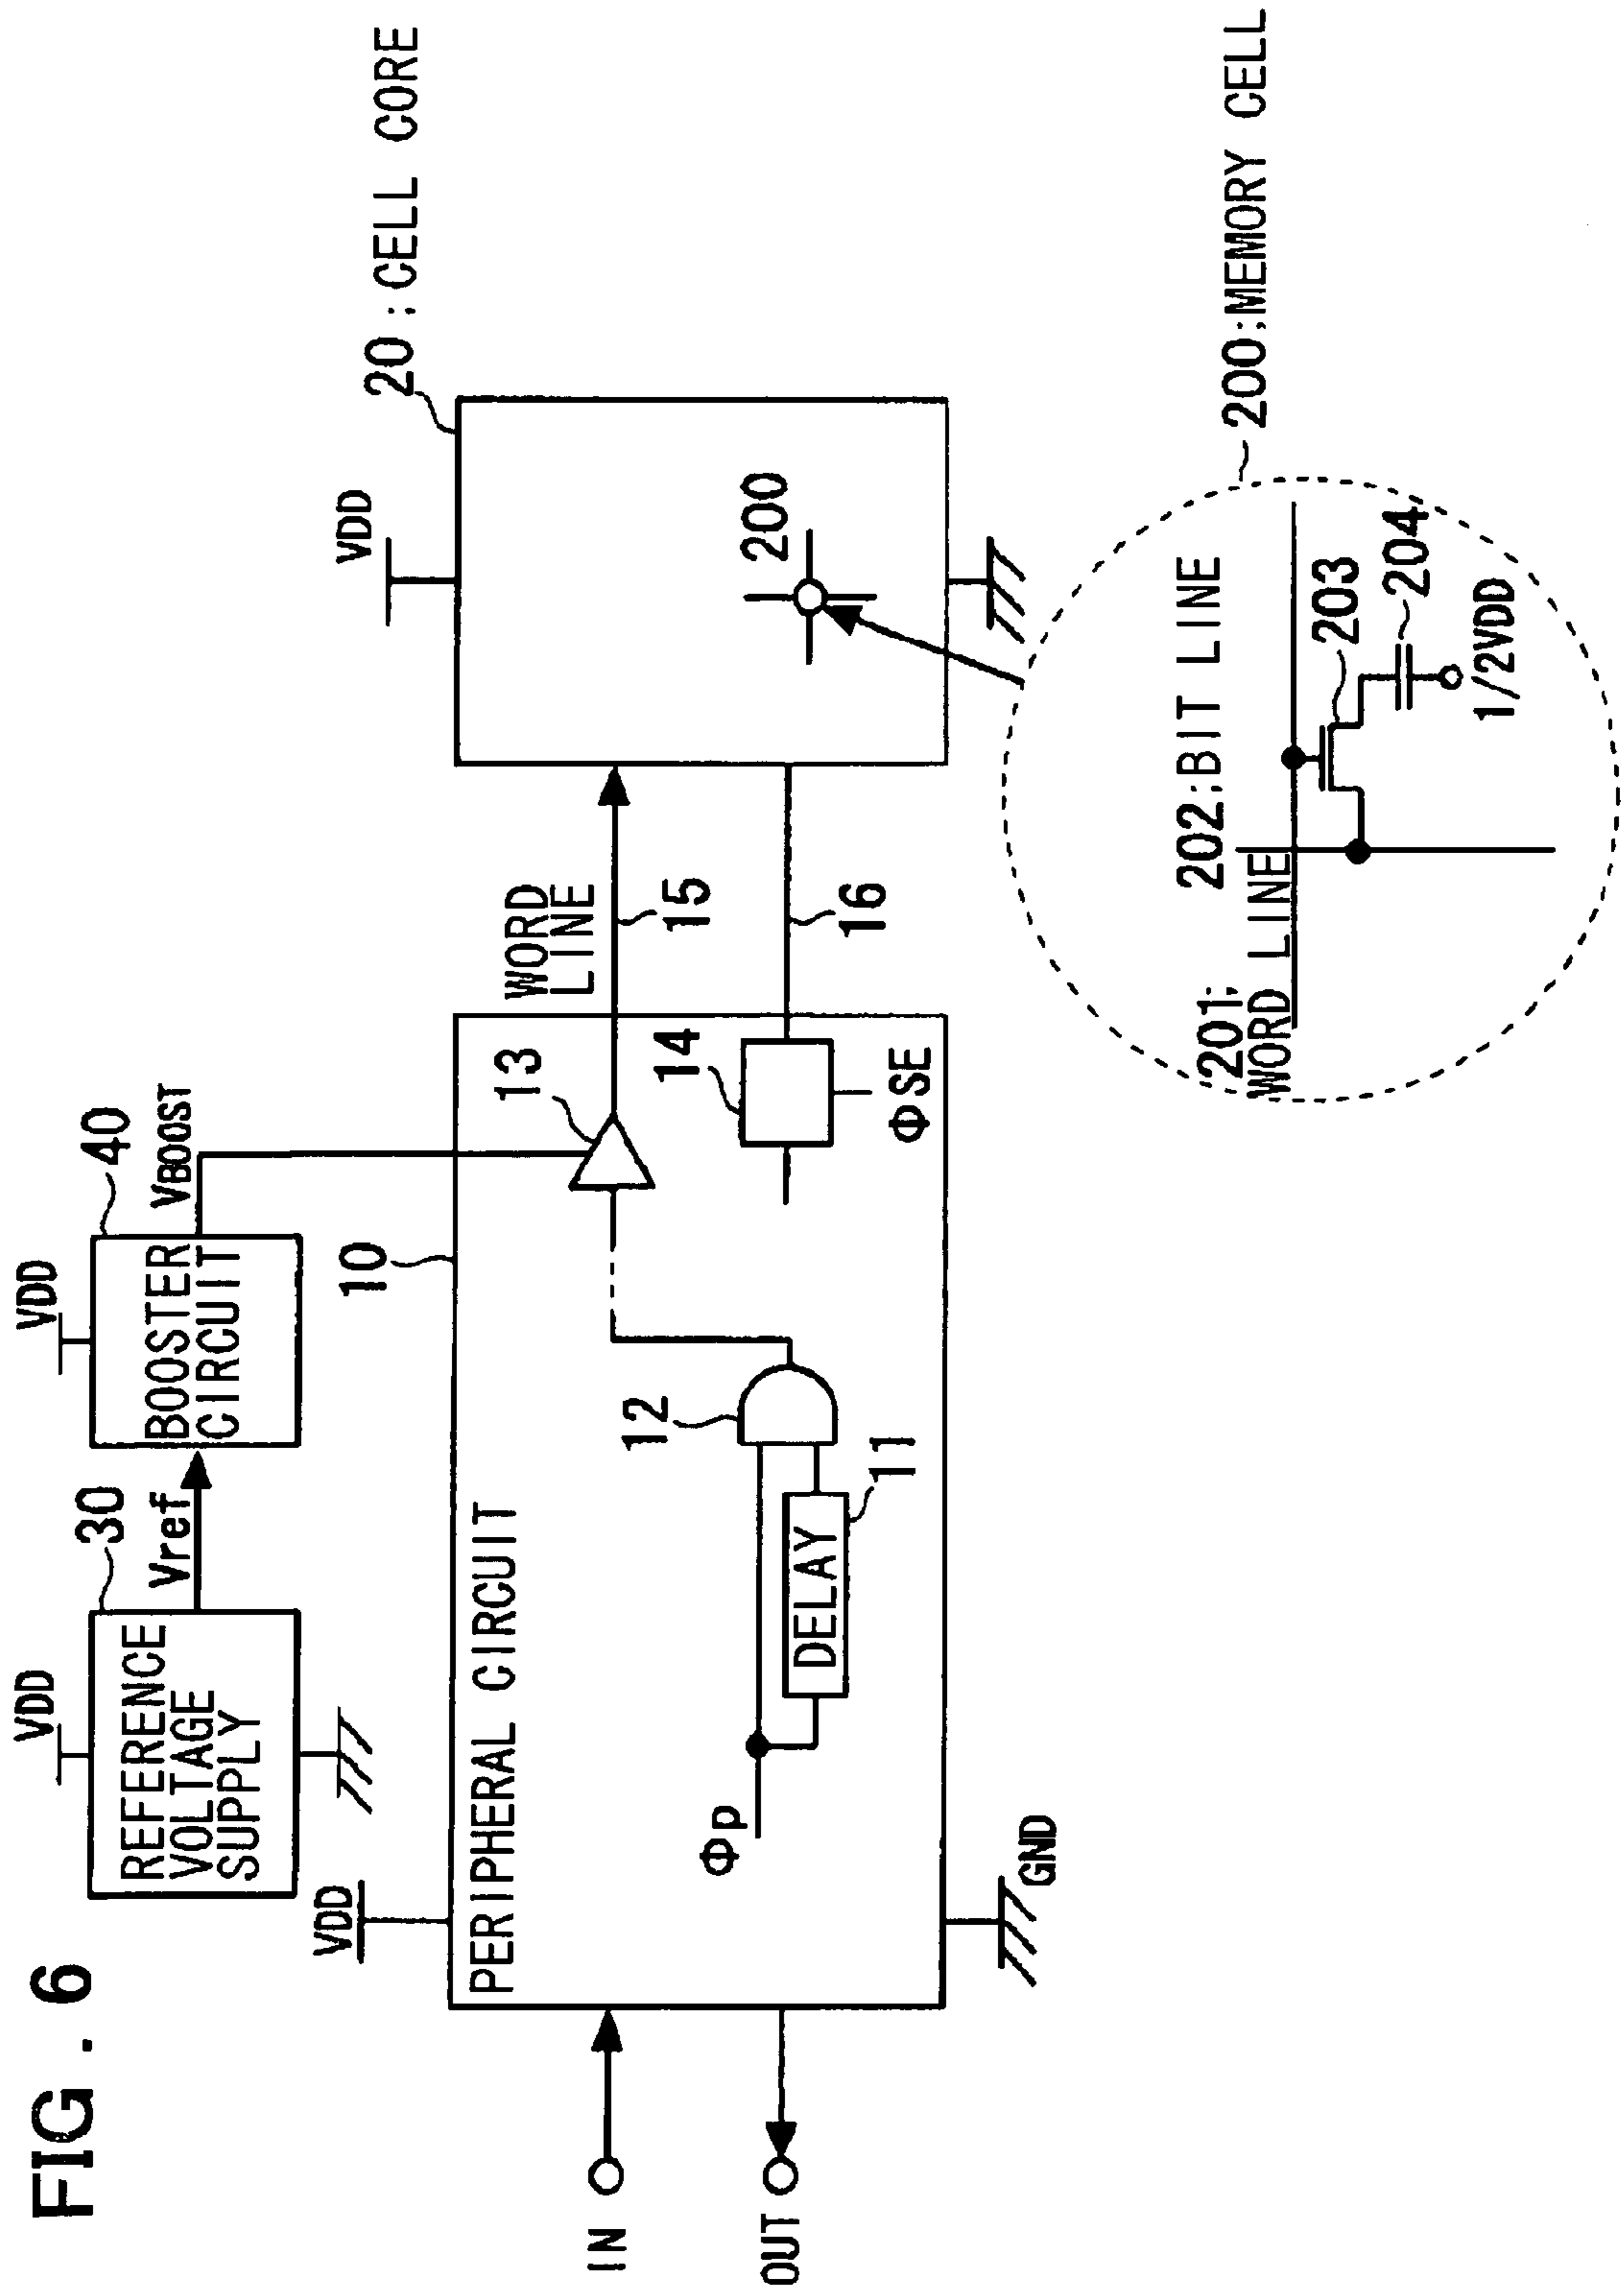 FIG. 6
VDD
REFERENCE
VOLTAGE
SUPPLY
30
Vref
VDD
BOOSTER
CIRCUIT
40
VBOOST
VDD
10
PERIPHERAL CIRCUIT
IN
OUT
Φp
DELAY
11
12
13
14
ΦSE
GND
WORD
LINE
15
16
VDD
20:CELL CORE
200
200:MEMORY CELL
201:
WORD LINE
202:BIT LINE
203
204
1/2VDD